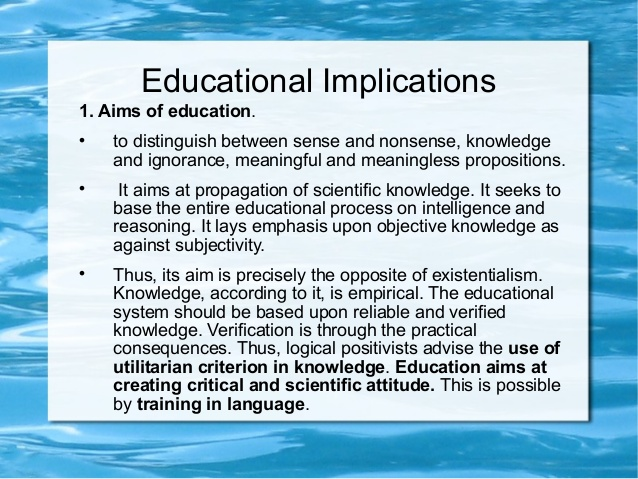 Educational Implications
1. Aims of education.
• to distinguish between sense and nonsense, knowledge
and ignorance, meaningful and meaningless propositions.
• It aims at propagation of scientific knowledge. It seeks to
base the entire educational process on intelligence and
reasoning. It lays emphasis upon objective knowledge as
against subjectivity.
• Thus, its aim is precisely the opposite of existentialism.
Knowledge, according to it, is empirical. The educational
system should be based upon reliable and verified
knowledge. Verification is through the practical
consequences. Thus, logical positivists advise the use of
utilitarian criterion in knowledge. Education aims at
creating critical and scientific attitude. This is possible
by training in language.